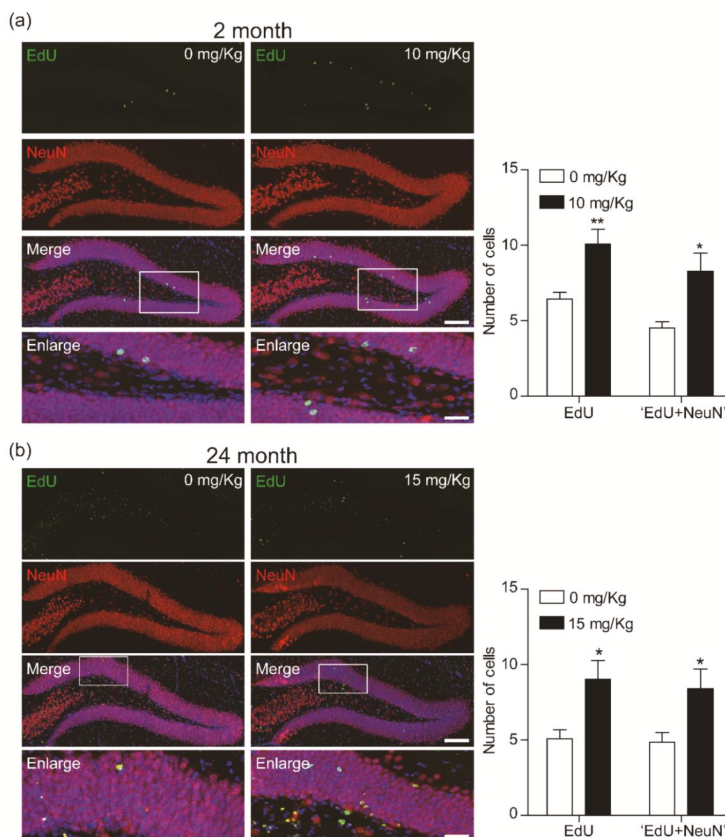 (a)
2 month
EdU 0 mg/Kg
EdU 10 mg/Kg
NeuN
NeuN
Merge
Merge
Enlarge
Enlarge
15
10
5
0
Number of cells
0 mg/Kg
10 mg/Kg
**
*
EdU
'EdU+NeuN'
(b)
24 month
EdU 0 mg/Kg
EdU 15 mg/Kg
NeuN
NeuN
Merge
Merge
Enlarge
Enlarge
15
10
5
0
Number of cells
0 mg/Kg
15 mg/Kg
*
*
EdU
'EdU+NeuN'